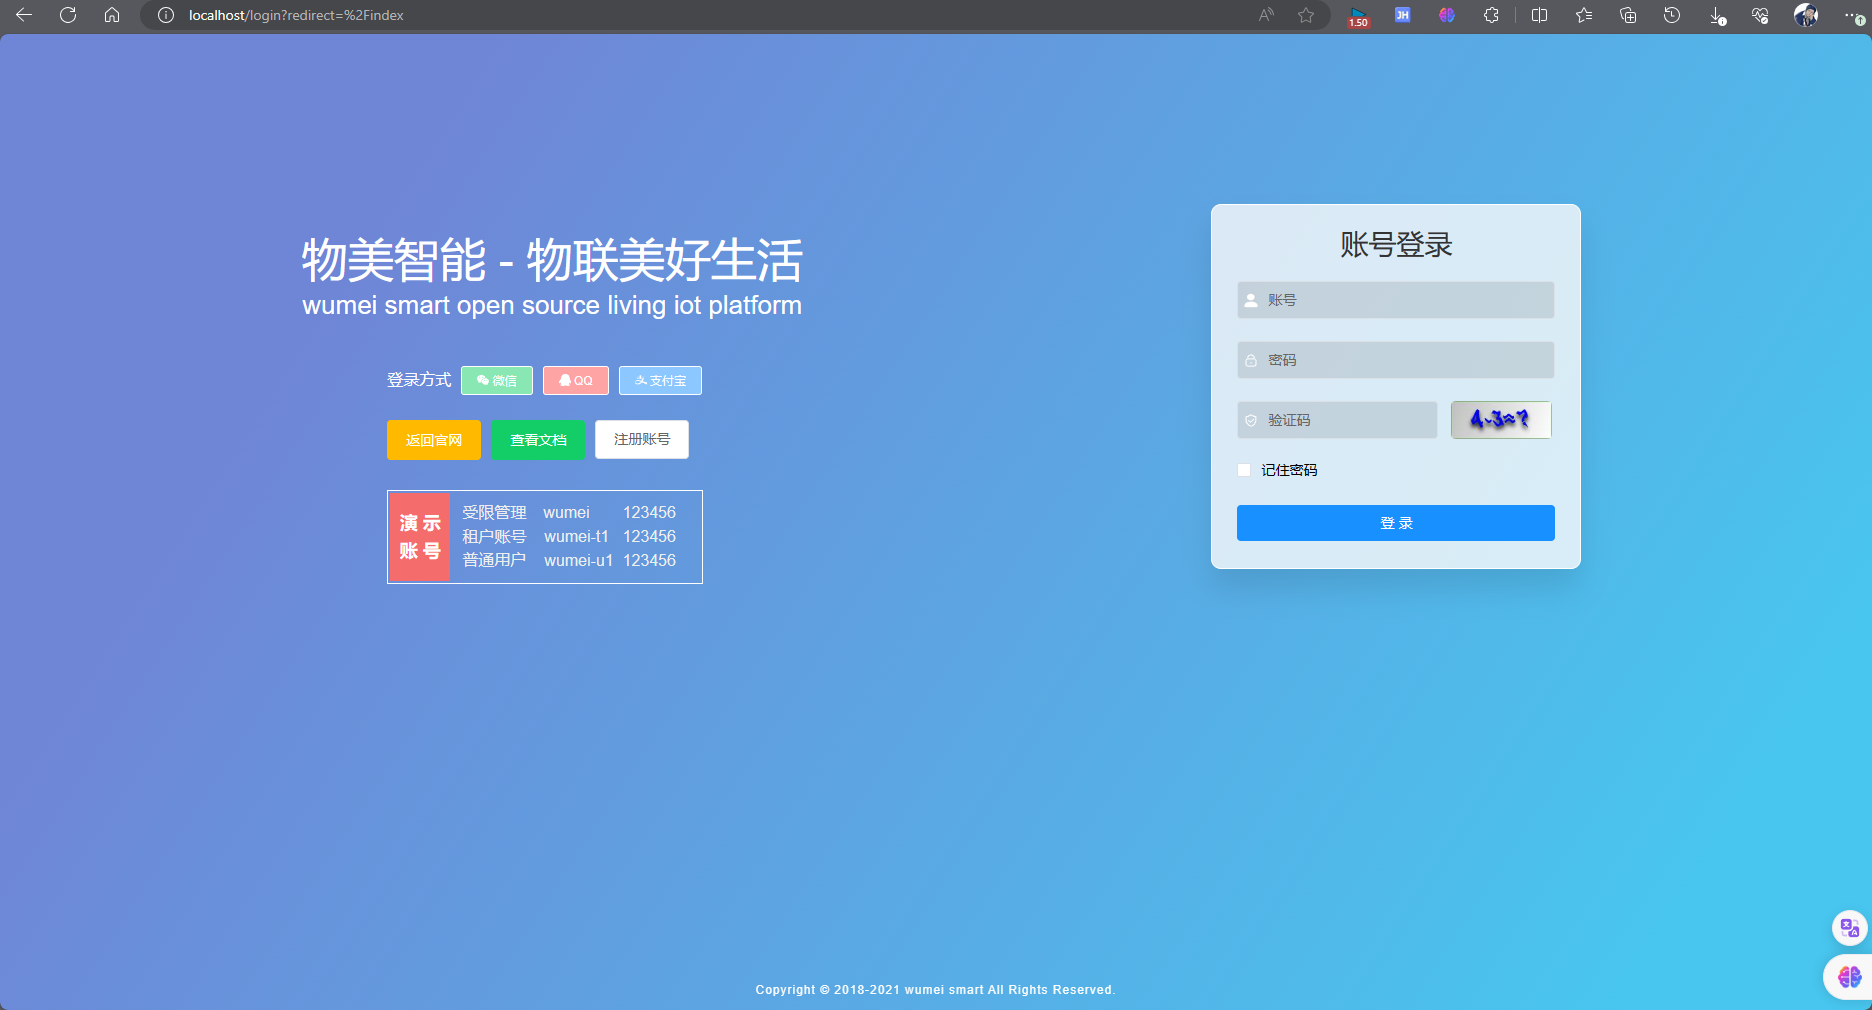 localhost/login?redirect=%2Findex
1.50
JH
物美智能 - 物联美好生活
wumei smart open source living iot platform
登录方式 微信 QQ 支付宝
返回官网 查看文档 注册账号
演 示
账 号
受限管理 wumei 123456
租户账号 wumei-t1 123456
普通用户 wumei-u1 123456
账号登录
账号
密码
验证码
记住密码
登 录
Copyright © 2018-2021 wumei smart All Rights Reserved.